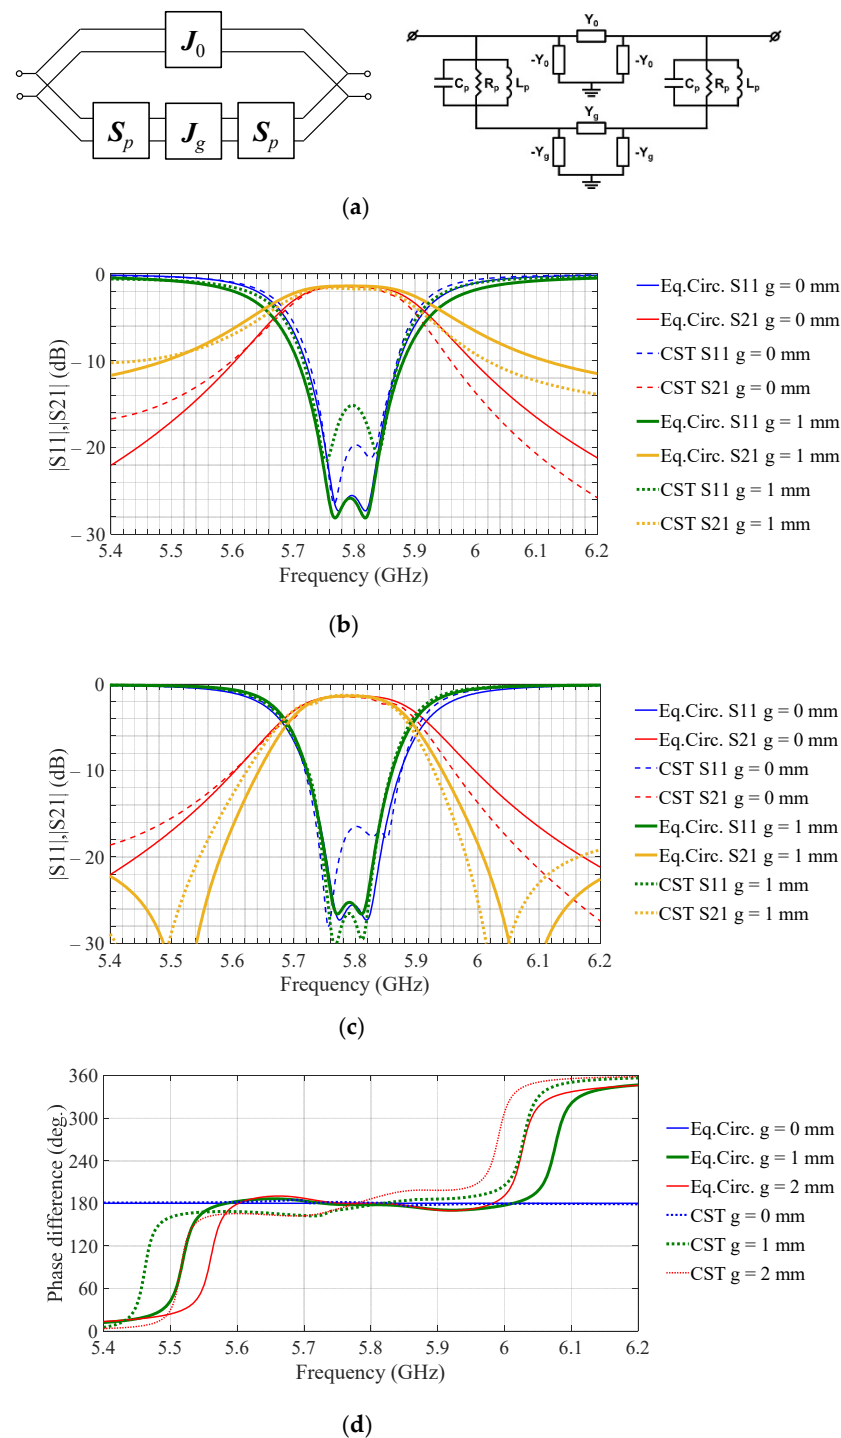 J0
Sp Jg Sp
Y0
-Y0 -Y0
Cp Rp Lp Cp Rp Lp
Yg
-Yg -Yg
(a)
|S11|,|S21| (dB)
0
– 10
– 20
– 30
5.4 5.5 5.6 5.7 5.8 5.9 6 6.1 6.2
Frequency (GHz)
Eq.Circ. S11 g = 0 mm
Eq.Circ. S21 g = 0 mm
CST S11 g = 0 mm
CST S21 g = 0 mm
Eq.Circ. S11 g = 1 mm
Eq.Circ. S21 g = 1 mm
CST S11 g = 1 mm
CST S21 g = 1 mm
(b)
|S11|,|S21| (dB)
0
– 10
– 20
– 30
5.4 5.5 5.6 5.7 5.8 5.9 6 6.1 6.2
Frequency (GHz)
Eq.Circ. S11 g = 0 mm
Eq.Circ. S21 g = 0 mm
CST S11 g = 0 mm
CST S21 g = 0 mm
Eq.Circ. S11 g = 1 mm
Eq.Circ. S21 g = 1 mm
CST S11 g = 1 mm
CST S21 g = 1 mm
(c)
Phase difference (deg.)
360
300
240
180
120
60
0
5.4 5.5 5.6 5.7 5.8 5.9 6 6.1 6.2
Frequency (GHz)
Eq.Circ. g = 0 mm
Eq.Circ. g = 1 mm
Eq.Circ. g = 2 mm
CST g = 0 mm
CST g = 1 mm
CST g = 2 mm
(d)